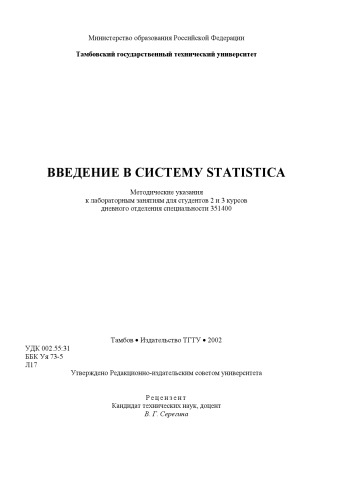 Министерство образования Российской Федерации
Тамбовский государственный технический университет
ВВЕДЕНИЕ В СИСТЕМУ STATISTICA
Методические указания
к лабораторным занятиям для студентов 2 и 3 курсов
дневного отделения специальности 351400
Тамбов • Издательство ТГТУ • 2002
УДК 002.55:31
ББК Уя 73-5
Л17
Утверждено Редакционно-издательским советом университета
Рецензент
Кандидат технических наук, доцент
В. Г. Серегина